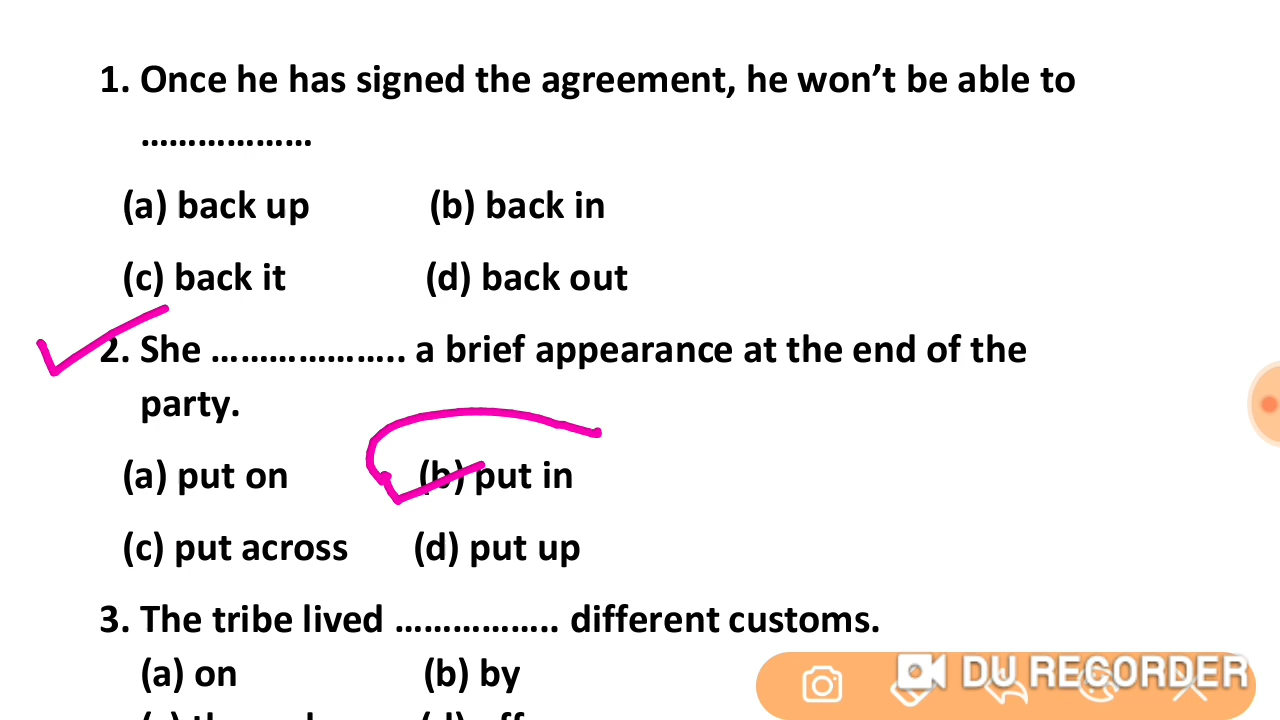 1. Once he has signed the agreement, he won’t be able to
………………
(a) back up (b) back in
(c) back it (d) back out
2. She ……………….. a brief appearance at the end of the
party.
(a) put on (b) put in
(c) put across (d) put up
3. The tribe lived …………….. different customs.
(a) on (b) by
DU RECORDER